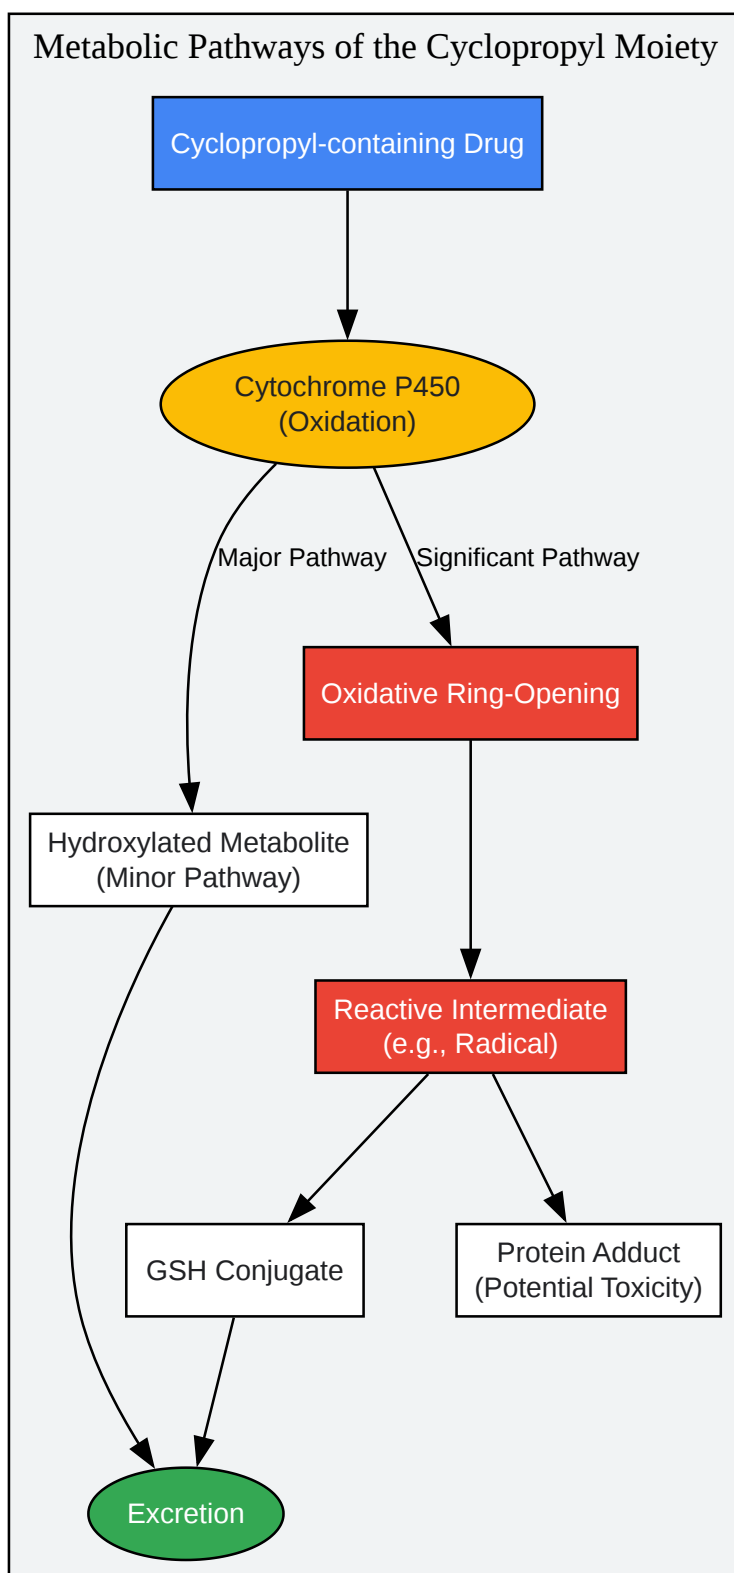 Metabolic Pathways of the Cyclopropyl Moiety
Cyclopropyl-containing Drug
Cytochrome P450
(Oxidation)
Major Pathway
Significant Pathway
Oxidative Ring-Opening
Hydroxylated Metabolite
(Minor Pathway)
Reactive Intermediate
(e.g., Radical)
GSH Conjugate
Protein Adduct
(Potential Toxicity)
Excretion